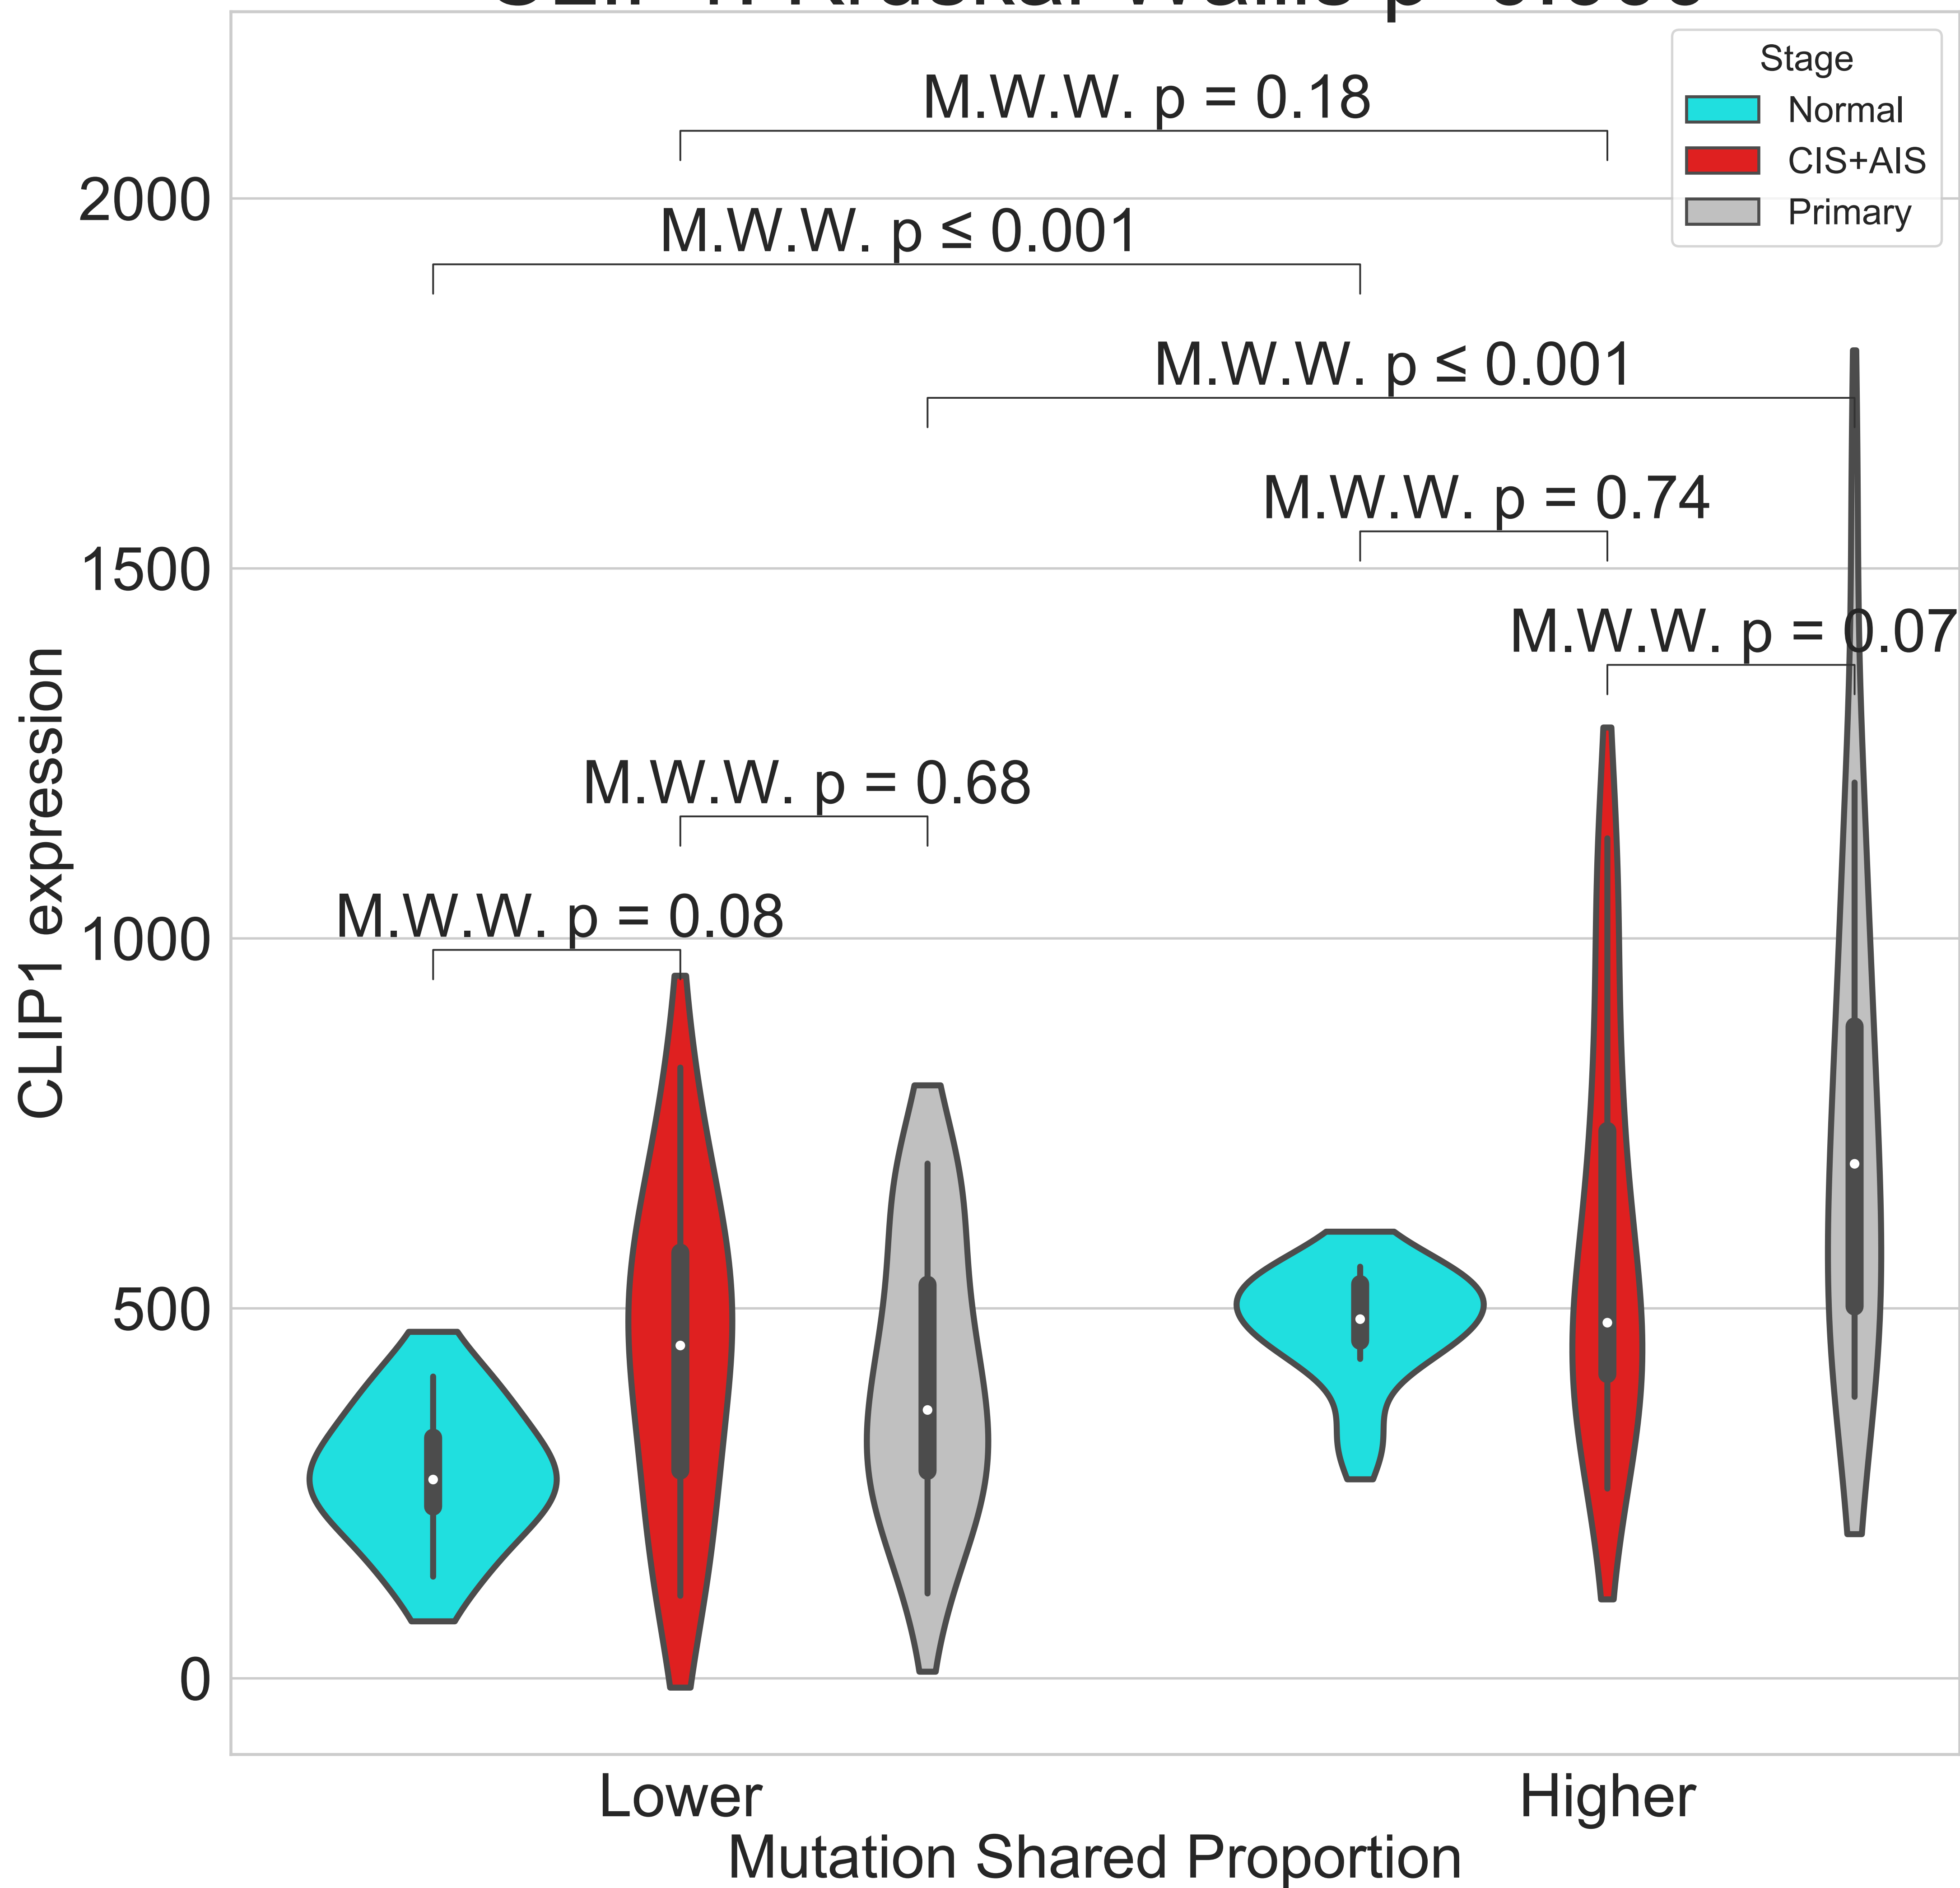 M.W.W. p = 0.18
M.W.W. p ≤ 0.001
M.W.W. p ≤ 0.001
M.W.W. p = 0.74
M.W.W. p = 0.07
M.W.W. p = 0.68
M.W.W. p = 0.08
Stage
Normal
CIS+AIS
Primary
2000
1500
1000
500
0
CLIP1 expression
Lower
Higher
Mutation Shared Proportion